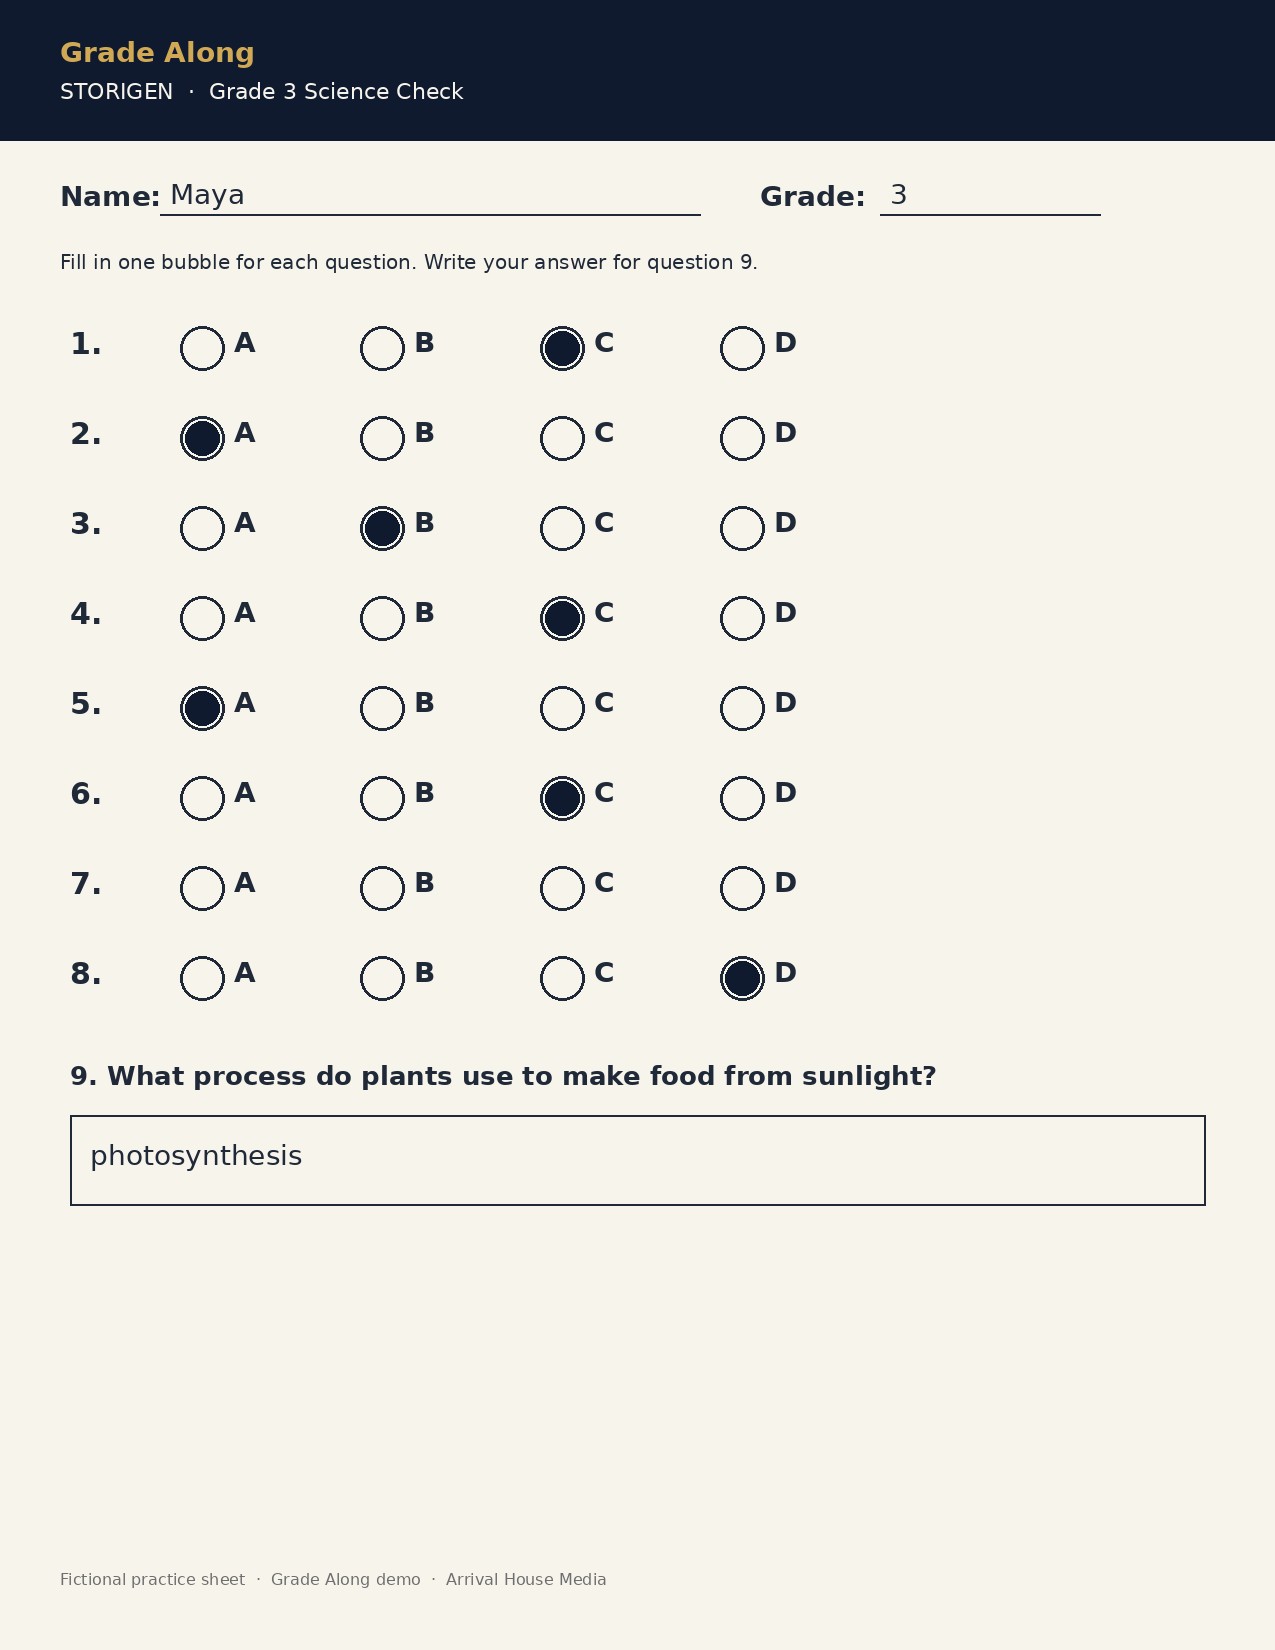 Grade Along
STORIGEN · Grade 3 Science Check
Name: Maya Grade: 3
Fill in one bubble for each question. Write your answer for question 9.
1. A B C D
2. A B C D
3. A B C D
4. A B C D
5. A B C D
6. A B C D
7. A B C D
8. A B C D
9. What process do plants use to make food from sunlight?
photosynthesis
Fictional practice sheet · Grade Along demo · Arrival House Media